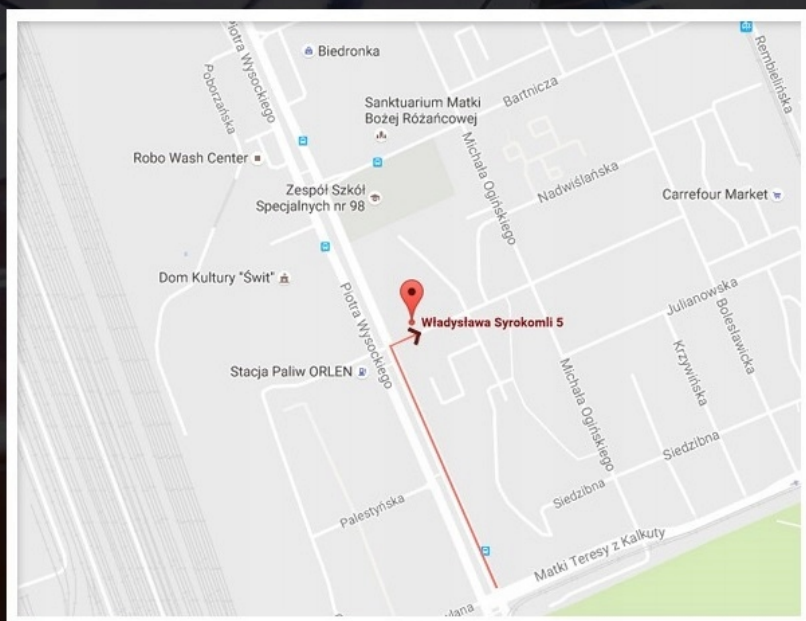 Piotra Wysockiego
Biedronka
Rembielińska
Poborzańska
Bartnicza
Sanktuarium Matki
Bożej Różańcowej
Michała Ogińskiego
Robo Wash Center
Nadwiślańska
Zespół Szkół
Specjalnych nr 98
Carrefour Market
Dom Kultury "Świt"
Piotra Wysockiego
Julianowska
Władysława Syrokomli 5
Bolesławicka
Krzywińska
Stacja Paliw ORLEN
Michała Ogińskiego
Siedzibna
Siedzibna
Palestyńska
Matki Teresy z Kalkuty